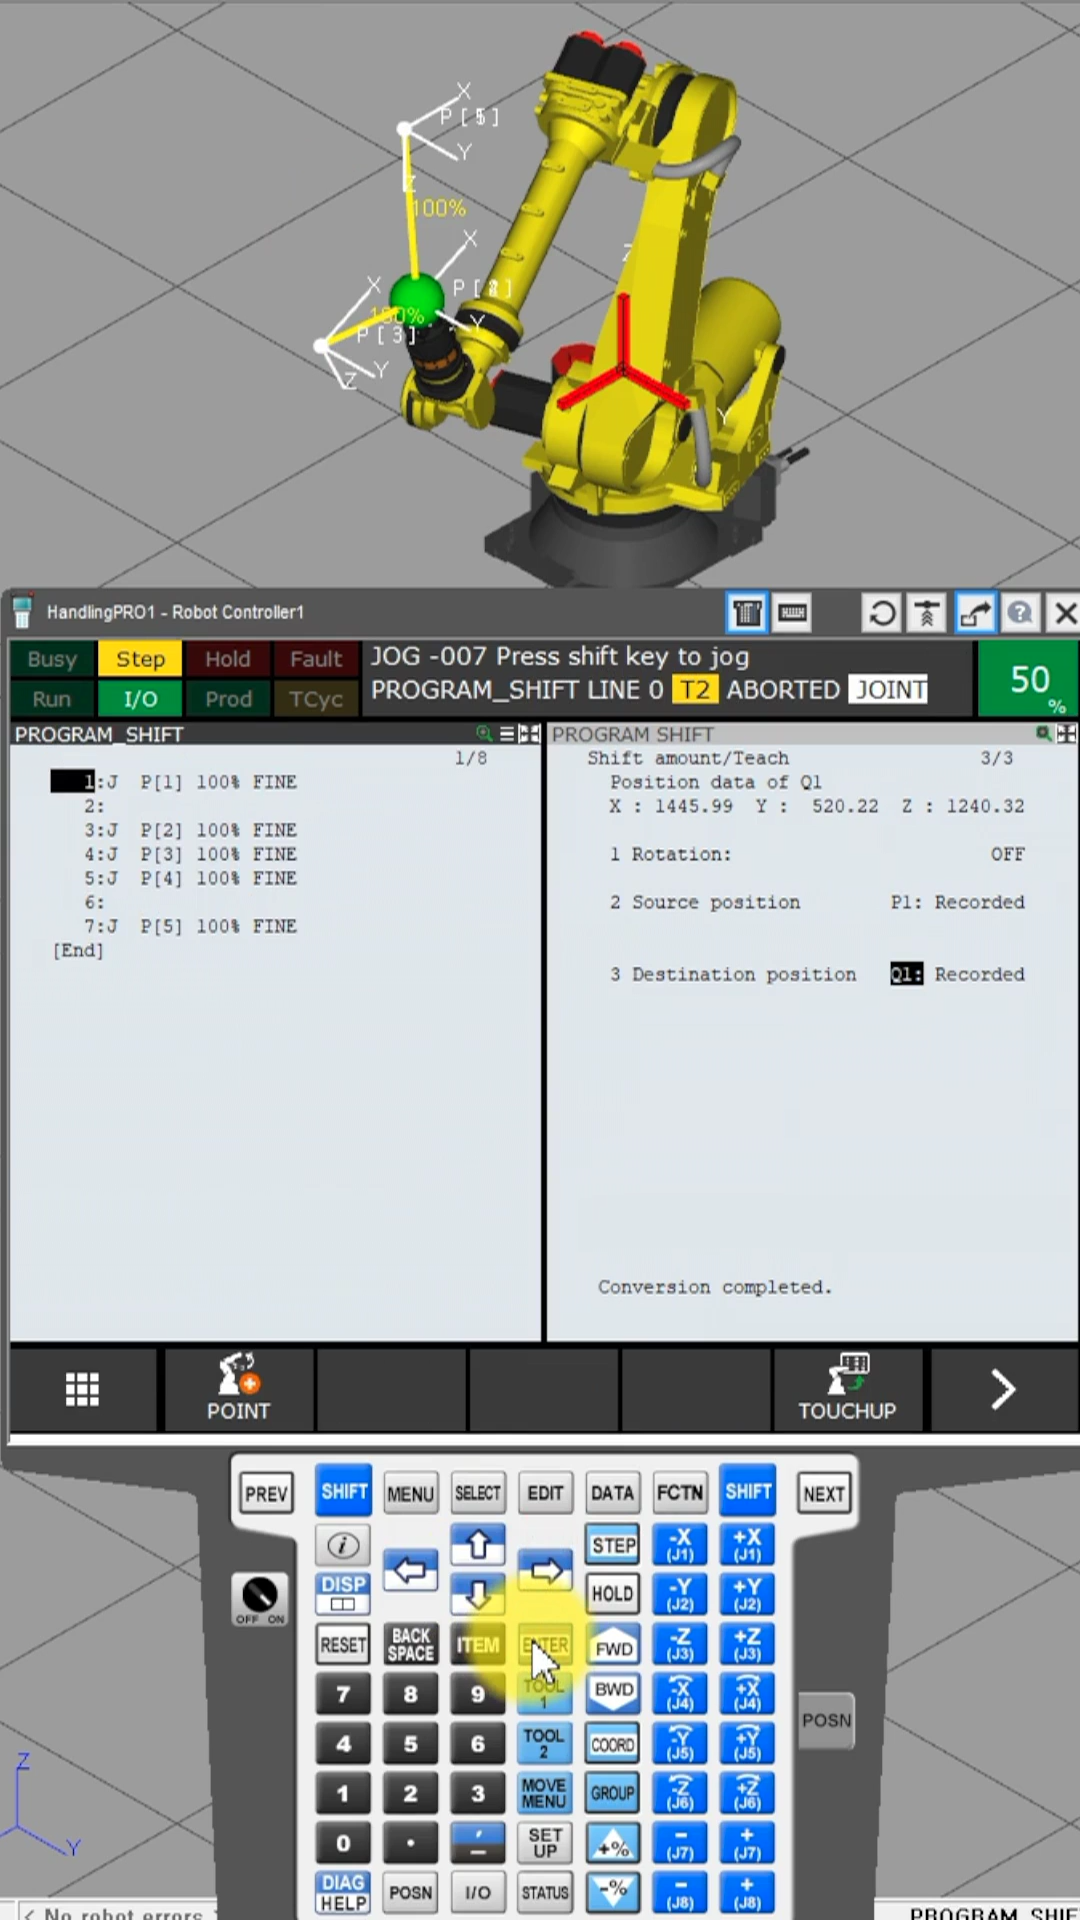 X
Y
Z
100%
X
X
Y
P[3]
Y
Z
Z
Y
HandlingPRO1 - Robot Controller1
Busy Step Hold Fault
Run I/O Prod TCyc
JOG -007 Press shift key to jog
PROGRAM_SHIFT LINE 0 T2 ABORTED JOINT
50 %
PROGRAM_SHIFT
1/8
1:J P[1] 100% FINE
2:
3:J P[2] 100% FINE
4:J P[3] 100% FINE
5:J P[4] 100% FINE
6:
7:J P[5] 100% FINE
[End]
PROGRAM SHIFT
Shift amount/Teach 3/3
Position data of Q1
X : 1445.99 Y : 520.22 Z : 1240.32
1 Rotation: OFF
2 Source position P1: Recorded
3 Destination position Q1: Recorded
Conversion completed.
POINT TOUCHUP
PREV SHIFT MENU SELECT EDIT DATA FCTN SHIFT NEXT
i STEP -X (J1) +X (J1)
OFF ON DISP HOLD -Y (J2) +Y (J2)
RESET BACK SPACE ITEM ENTER FWD -Z (J3) +Z (J3)
7 8 9 TOOL 1 BWD -X (J4) +X (J4)
POSN
4 5 6 TOOL 2 COORD -Y (J5) +Y (J5)
1 2 3 MOVE MENU GROUP -Z (J6) +Z (J6)
0 . , - SET UP +% - (J7) + (J7)
DIAG HELP POSN I/O STATUS -% - (J8) + (J8)
Z
Y
< No robot errors
PROGRAM SHIF